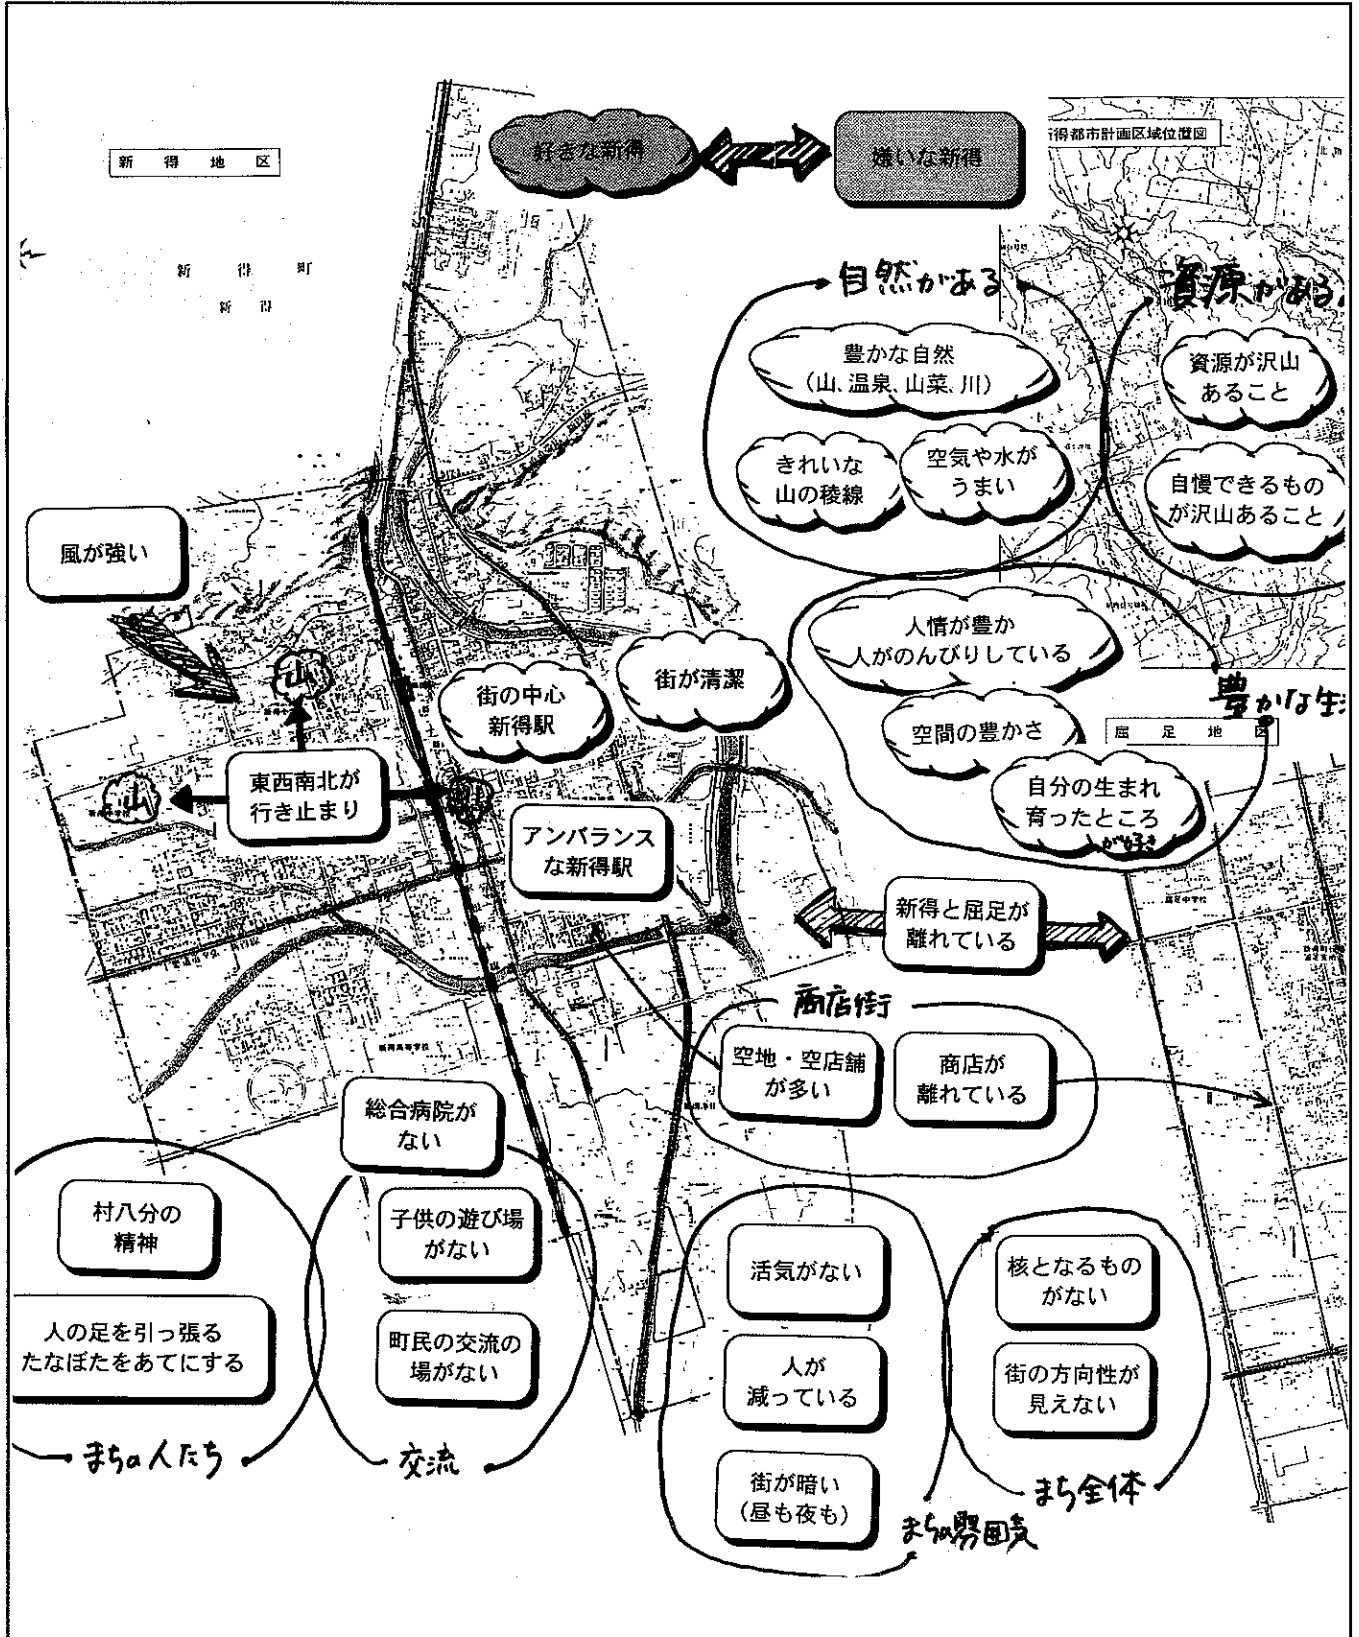 新得地区
好きな新得
嫌いな新得
得都市計画区域位置図
新得町
新得
自然がある
資源がある
豊かな自然
（山、温泉、山菜、川）
資源が沢山
あること
きれいな
山の稜線
空気や水が
うまい
自慢できるもの
が沢山あること
風が強い
人情が豊か
人がのんびりしている
山
街の中心
新得駅
街が清潔
豊かな生
空間の豊かさ
屈足地区
東西南北が
行き止まり
山
自分の生まれ
育ったところ
が好き
アンバランス
な新得駅
新得と屈足が
離れている
屈足中学校
商店街
空地・空店舗
が多い
商店が
離れている
新得高等学校
総合病院が
ない
村八分の
精神
子供の遊び場
がない
活気がない
核となるもの
がない
人の足を引っ張る
たなぼたをあてにする
町民の交流の
場がない
人が
減っている
街の方向性が
見えない
まちの人たち
交流
街が暗い
（昼も夜も）
まち全体
まちの雰囲気